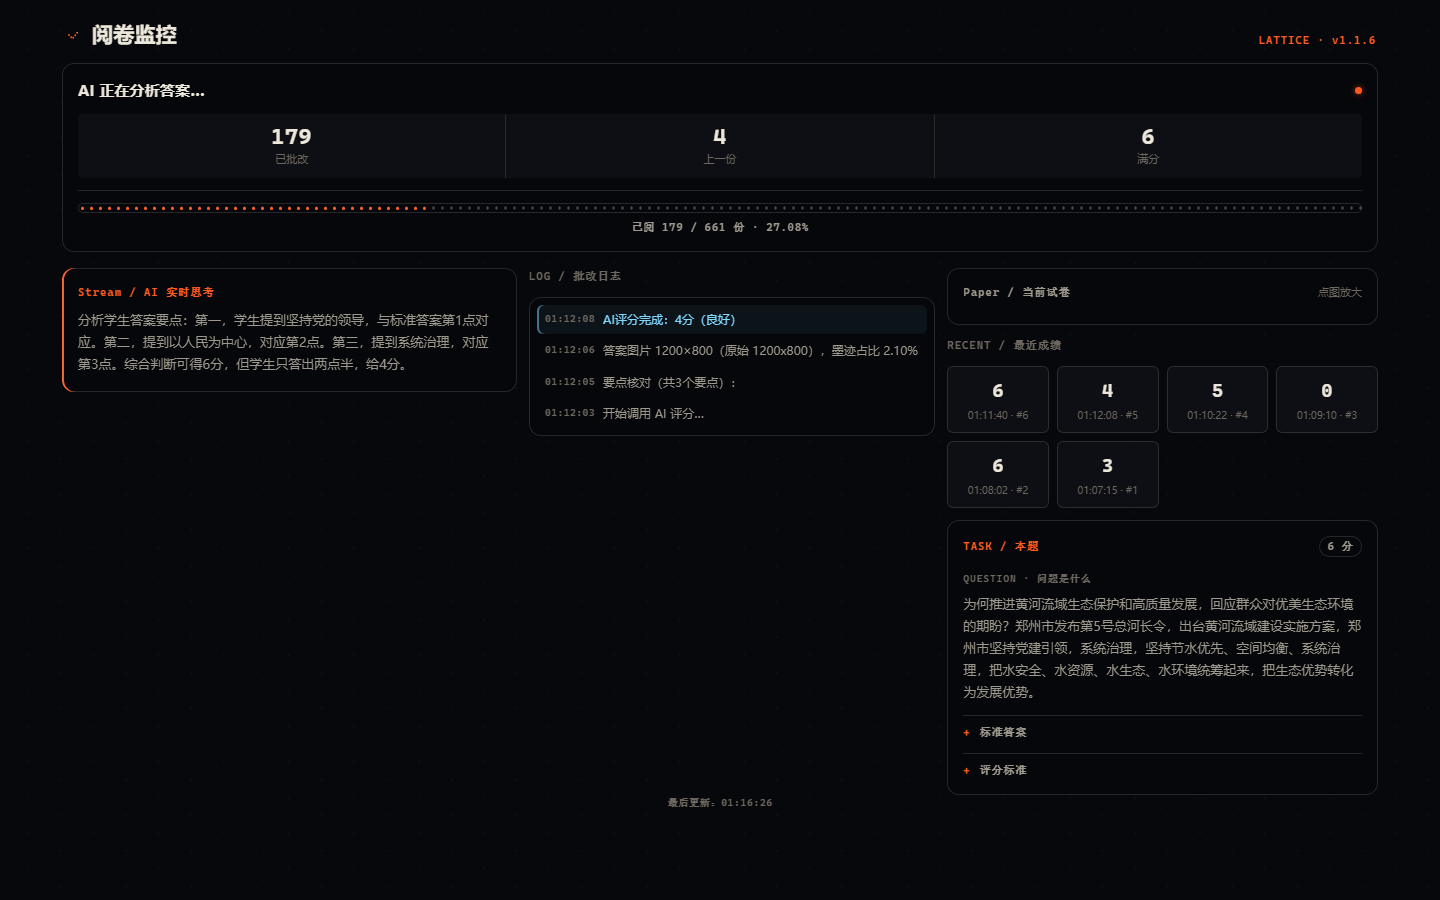 阅卷监控
LATTICE · v1.1.6
AI 正在分析答案...
179
已批改
4
上一份
6
满分
已阅 179 / 661 份 · 27.08%
Stream / AI 实时思考
分析学生答案要点：第一，学生提到坚持党的领导，与标准答案第1点对
应。第二，提到以人民为中心，对应第2点。第三，提到系统治理，对应
第3点。综合判断可得6分，但学生只答出两点半，给4分。
LOG / 批改日志
01:12:08 AI评分完成：4分（良好）
01:12:06 答案图片 1200×800（原始 1200x800），墨迹占比 2.10%
01:12:05 要点核对（共3个要点）:
01:12:03 开始调用 AI 评分...
Paper / 当前试卷
点图放大
RECENT / 最近成绩
6
01:11:40 · #6
4
01:12:08 · #5
5
01:10:22 · #4
0
01:09:10 · #3
6
01:08:02 · #2
3
01:07:15 · #1
TASK / 本题
6 分
QUESTION · 问题是什么
为何推进黄河流域生态保护和高质量发展，回应群众对优美生态环境
的期盼？郑州市发布第5号总河长令，出台黄河流域建设实施方案，郑
州市坚持党建引领，系统治理，坚持节水优先、空间均衡、系统治
理，把水安全、水资源、水生态、水环境统筹起来，把生态优势转化
为发展优势。
+ 标准答案
+ 评分标准
最后更新：01:16:26